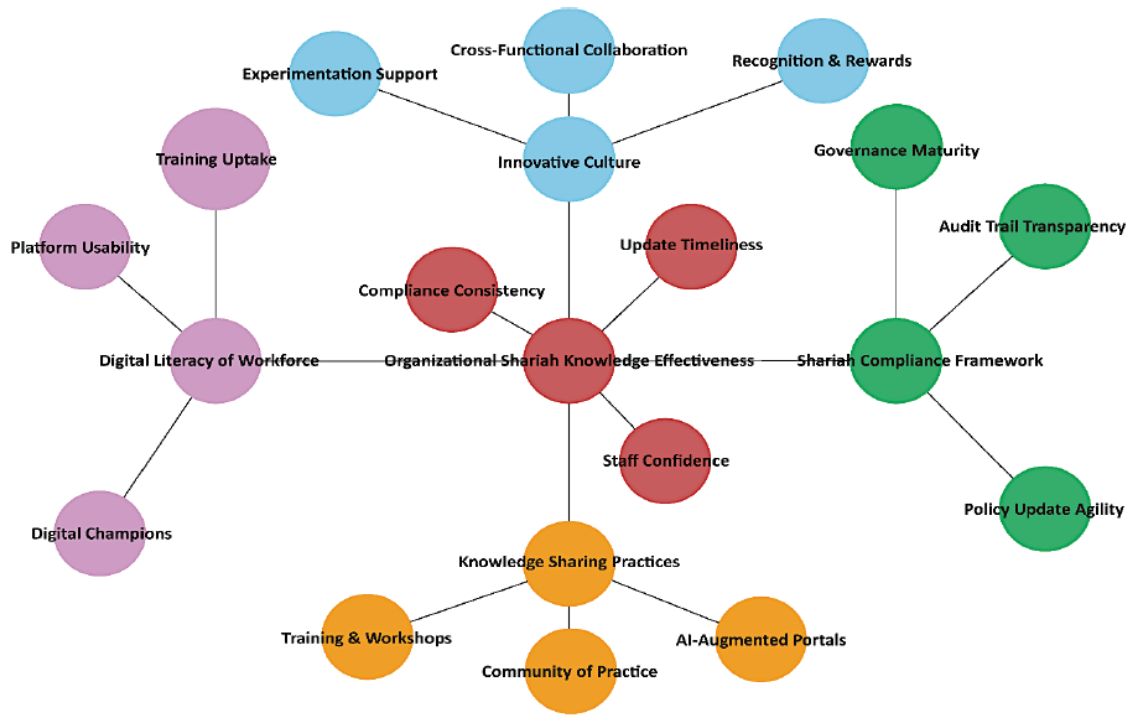 Cross-Functional Collaboration
Recognition & Rewards
Experimentation Support
Governance Maturity
Training Uptake
Innovative Culture
Audit Trail Transparency
Update Timeliness
Platform Usability
Compliance Consistency
Digital Literacy of Workforce
Organizational Shariah Knowledge Effectiveness
Shariah Compliance Framework
Staff Confidence
Policy Update Agility
Digital Champions
Knowledge Sharing Practices
Training & Workshops
AI-Augmented Portals
Community of Practice